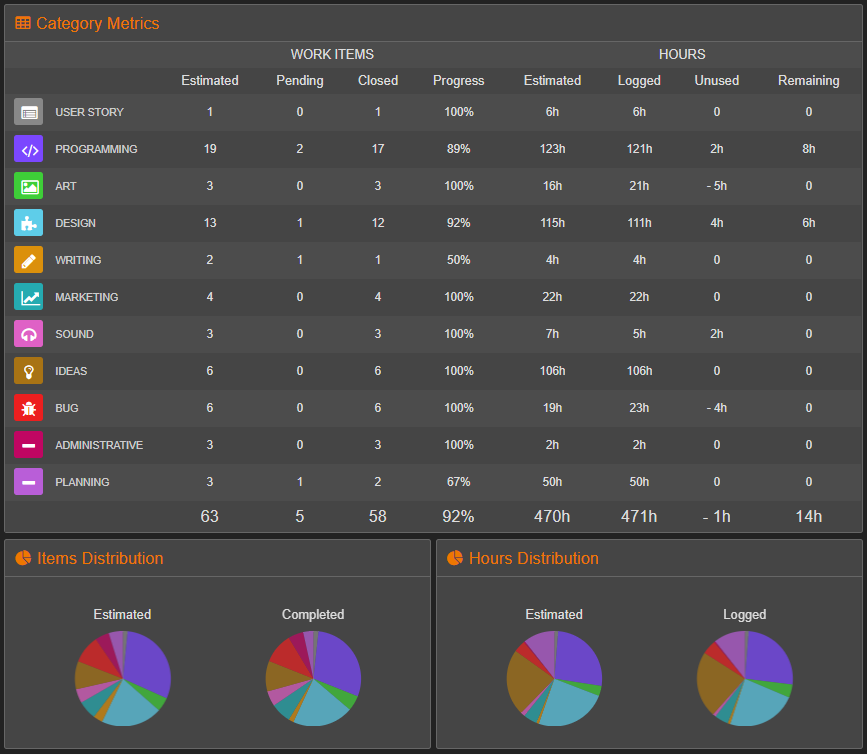 Category Metrics
WORK ITEMS HOURS
Estimated Pending Closed Progress Estimated Logged Unused Remaining
USER STORY 1 0 1 100% 6h 6h 0 0
PROGRAMMING 19 2 17 89% 123h 121h 2h 8h
ART 3 0 3 100% 16h 21h - 5h 0
DESIGN 13 1 12 92% 115h 111h 4h 6h
WRITING 2 1 1 50% 4h 4h 0 0
MARKETING 4 0 4 100% 22h 22h 0 0
SOUND 3 0 3 100% 7h 5h 2h 0
IDEAS 6 0 6 100% 106h 106h 0 0
BUG 6 0 6 100% 19h 23h - 4h 0
ADMINISTRATIVE 3 0 3 100% 2h 2h 0 0
PLANNING 3 1 2 67% 50h 50h 0 0
63 5 58 92% 470h 471h - 1h 14h
Items Distribution
Estimated Completed
Hours Distribution
Estimated Logged